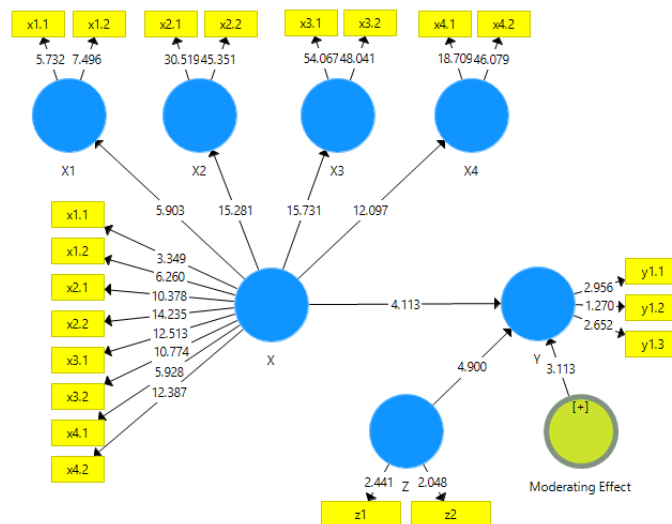 x1.1 x1.2 x2.1 x2.2 x3.1 x3.2 x4.1 x4.2
5.732 7.496 30.519 45.351 54.067 48.041 18.709 46.079
X1 X2 X3 X4
5.903 15.281 15.731 12.097
x1.1
x1.2
x2.1
x2.2
x3.1
x3.2
x4.1
x4.2
3.349
6.260
10.378
14.235
12.513
10.774
5.928
12.387
X
4.113
Y
2.956
1.270
2.652
y1.1
y1.2
y1.3
4.900
3.113
[+]
Moderating Effect
Z
2.441 2.048
z1 z2